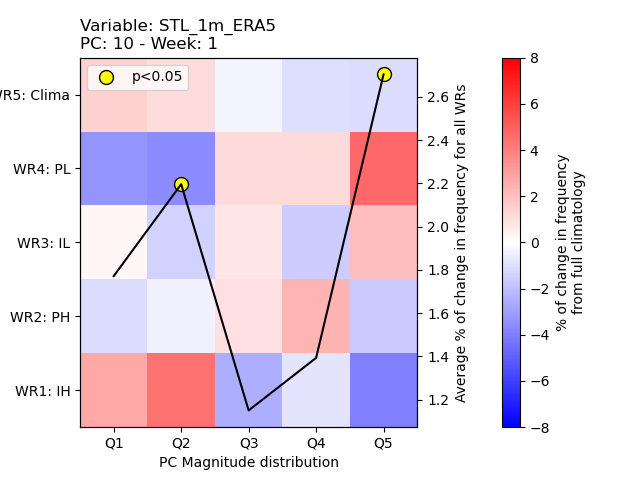 Variable: STL_1m_ERA5
PC: 10 - Week: 1
p<0.05
WR5: Clima
WR4: PL
WR3: IL
WR2: PH
WR1: IH
Q1 Q2 Q3 Q4 Q5
PC Magnitude distribution
2.6
2.4
2.2
2.0
1.8
1.6
1.4
1.2
Average % of change in frequency for all WRs
8
6
4
2
0
−2
−4
−6
−8
% of change in frequency
from full climatology